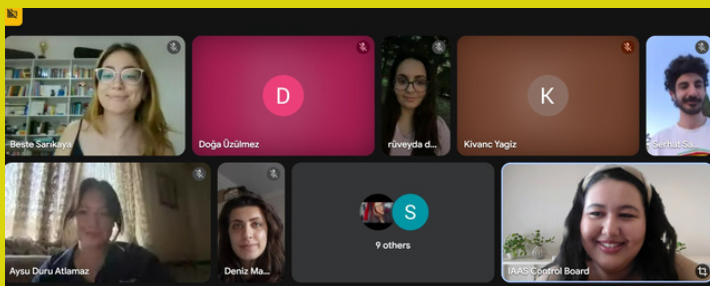 D
K
Beste Sarıkaya
Doğa Üzülmez
rüveyda d...
Kivanc Yagiz
Serhat Sa...
S
9 others
Aysu Duru Atlamaz
Deniz Ma...
IAAS Control Board